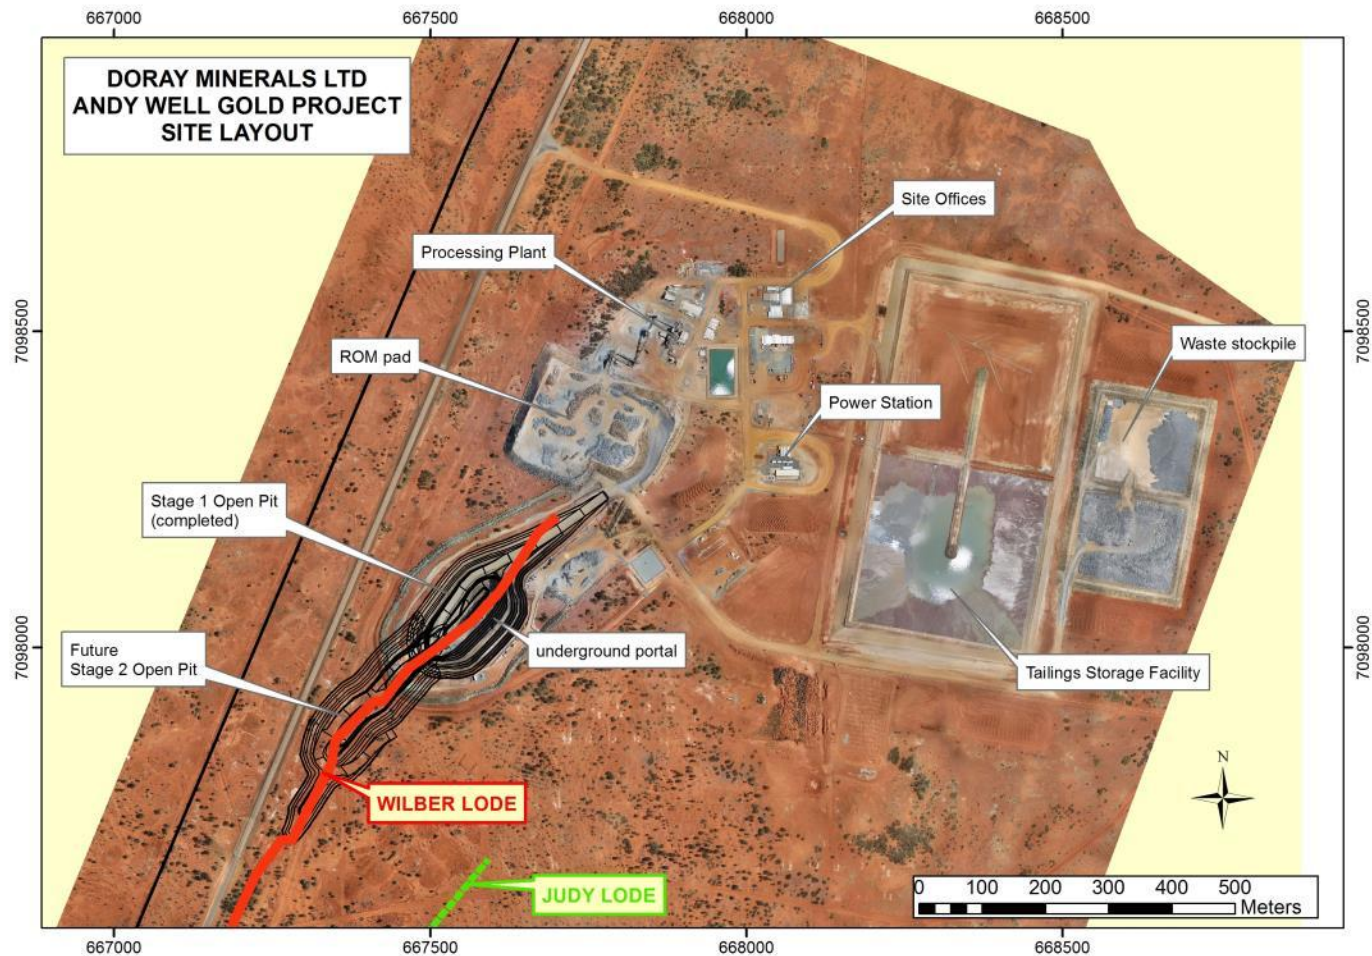 667000
667500
668000
668500
DORAY MINERALS LTD
ANDY WELL GOLD PROJECT
SITE LAYOUT
Site Offices
Processing Plant
7098500
7098500
ROM pad
Waste stockpile
Power Station
Stage 1 Open Pit
(completed)
Future
Stage 2 Open Pit
underground portal
7098000
7098000
Tailings Storage Facility
N
WILBER LODE
JUDY LODE
0 100 200 300 400 500
Meters
667000
667500
668000
668500